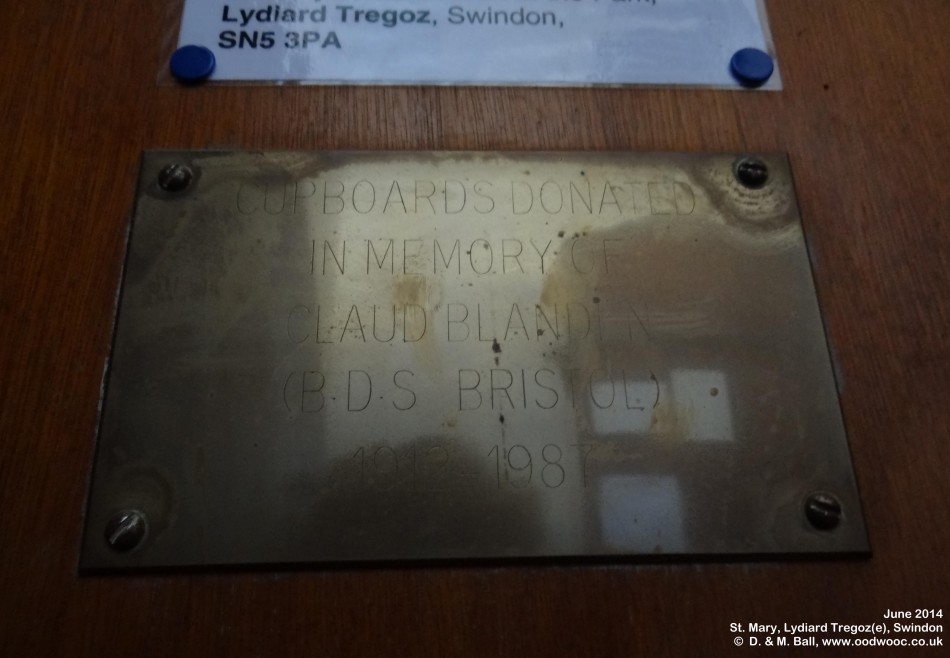 Lydiard Tregoz, Swindon,
SN5 3PA
CUPBOARDS DONATED
IN MEMORY OF
CLAUD BLANDEN
(B·D·S BRISTOL)
1913–1987
June 2014
St. Mary, Lydiard Tregoz(e), Swindon
© D. & M. Ball, www.oodwooc.co.uk